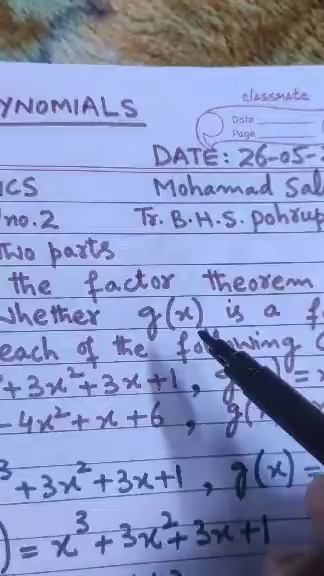 classmate
YNOMIALS
Date
Page
DATE: 26-05-
ICS Mohamad Sal
no.2 Tr. B.H.S. Pohrup
Two parts
the factor theorem
whether g(x) is a f
each of the following
+3x²+3x+1, g( ) =
-4x²+x+6, g(
³+3x²+3x+1, g(x)=
) = x³+3x²+3x+1